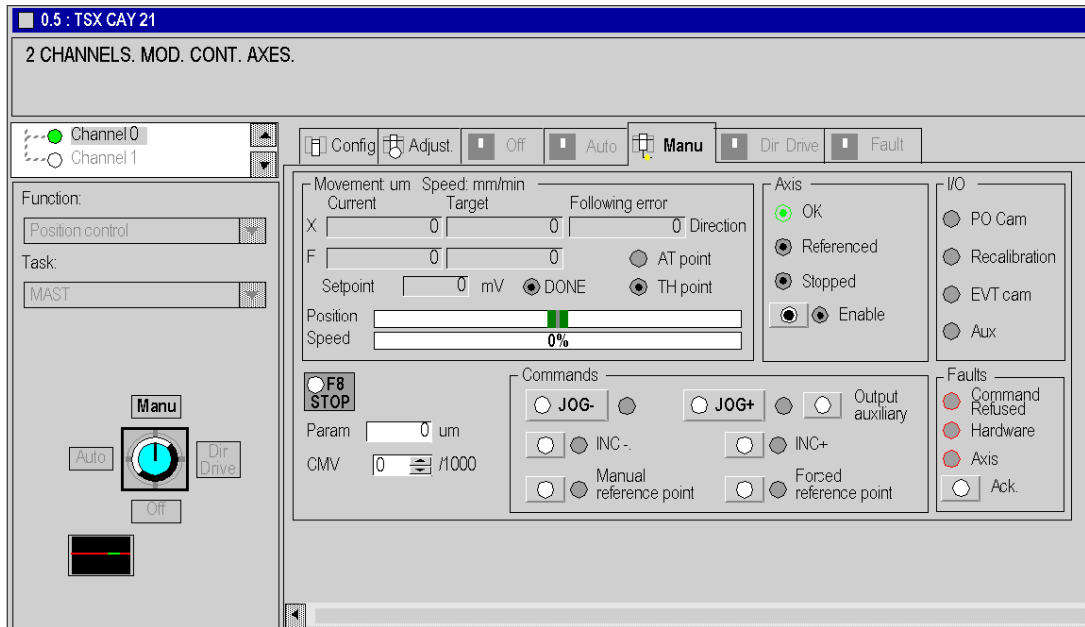 0.5 : TSX CAY 21
2 CHANNELS. MOD. CONT. AXES.
Channel 0
Channel 1
Function:
Position control
Task:
MAST
Manu
Auto
Dir
Drive
Off
Config
Adjust.
Off
Auto
Manu
Dir Drive
Fault
Movement: um Speed: mm/min
Current Target Following error
X 0 0 0 Direction
F 0 0 AT point
Setpoint 0 mV DONE TH point
Position
Speed 0%
Axis
OK
Referenced
Stopped
Enable
I/O
PO Cam
Recalibration
EVT cam
Aux
F8
STOP
Param 0 um
CMV 0 /1000
Commands
JOG- JOG+ Output
auxiliary
INC -. INC+
Manual
reference point
Forced
reference point
Faults
Command
Refused
Hardware
Axis
Ack.